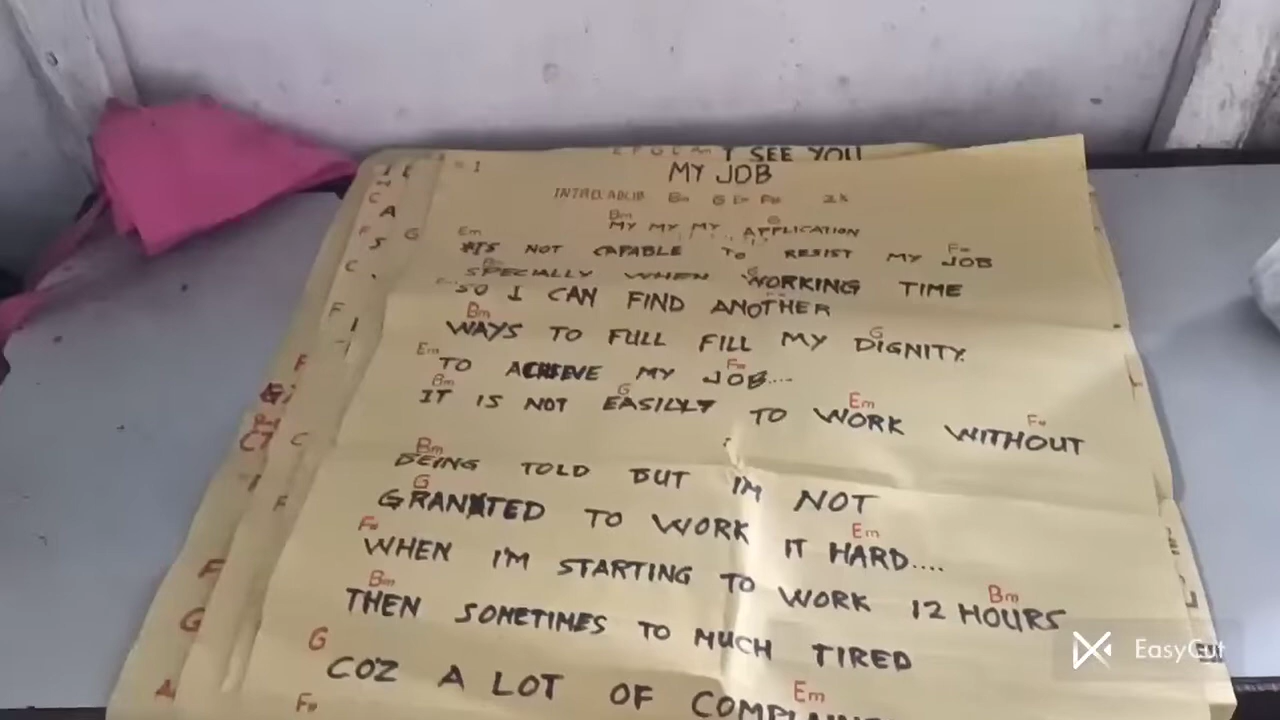 Y SEE YOU
MY JOB
INTRO. ADLIB Bm G Em F# 2X
Bm G
MY MY MY APPLICATION
Em F#
IS NOT CAPABLE TO RESIST MY JOB
Bm G
SPECIALLY WHEN WORKING TIME
SO I CAN FIND ANOTHER
Bm G
WAYS TO FULL FILL MY DIGNITY.
Em F#
TO ACHIEVE MY JOB....
Bm G Em F#
IT IS NOT EASILLY TO WORK WITHOUT
Bm
BEING TOLD BUT I'M NOT
G Em
GRANTED TO WORK IT HARD....
F# Bm
WHEN I'M STARTING TO WORK 12 HOURS
Bm
THEN SOMETIMES TO MUCH TIRED
G Em
COZ A LOT OF
F#
EasyCut